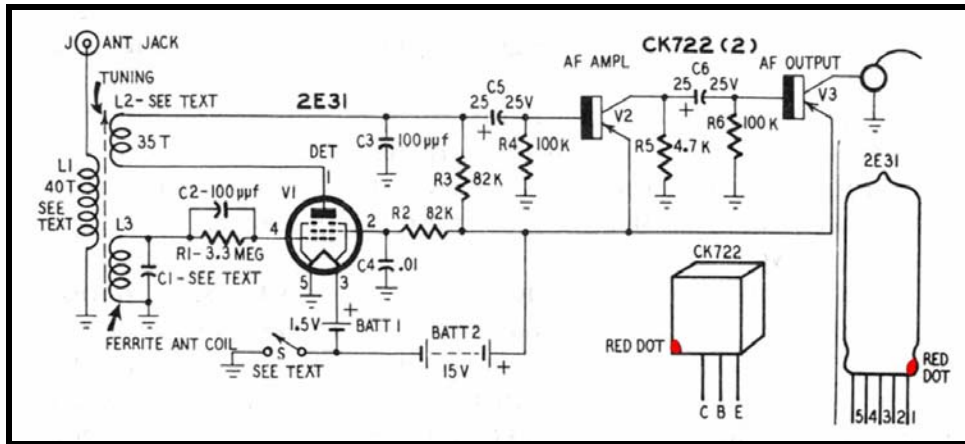 J ANT JACK
TUNING
L2-SEE TEXT
35 T
L1
40T
SEE
TEXT
L3
C2-100µµf
R1-3.3 MEG
C1-SEE TEXT
FERRITE ANT COIL
2E31
DET
V1
1
2
3
4
5
C3
100µµf
R3
82K
R2
82K
C4
.01
1.5V
+
BATT 1
S
SEE TEXT
BATT 2
15V
+
C5
25
25V
+
R4
100K
CK722 (2)
AF AMPL
V2
C6
25
25V
+
R5
4.7 K
R6
100K
AF OUTPUT
V3
CK722
RED DOT
C B E
2E31
RED
DOT
5 4 3 2 1